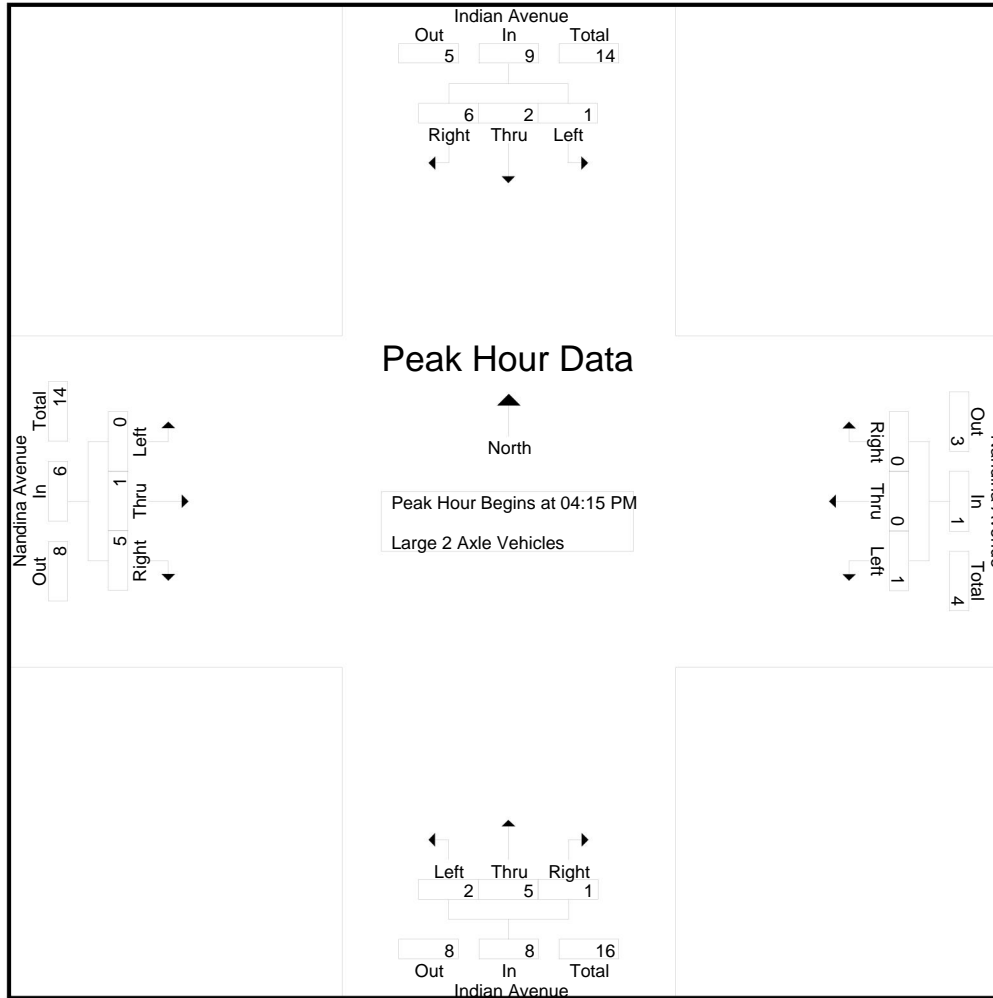 Indian Avenue
Out In Total
5 9 14
6 2 1
Right Thru Left
Peak Hour Data
North
Peak Hour Begins at 04:15 PM
Large 2 Axle Vehicles
Nandina Avenue
Out In Total
8 6 14
5 1 0
Right Thru Left
Out In Total
3 1 4
0 0 1
Right Thru Left
Left Thru Right
2 5 1
8 8 16
Out In Total
Indian Avenue